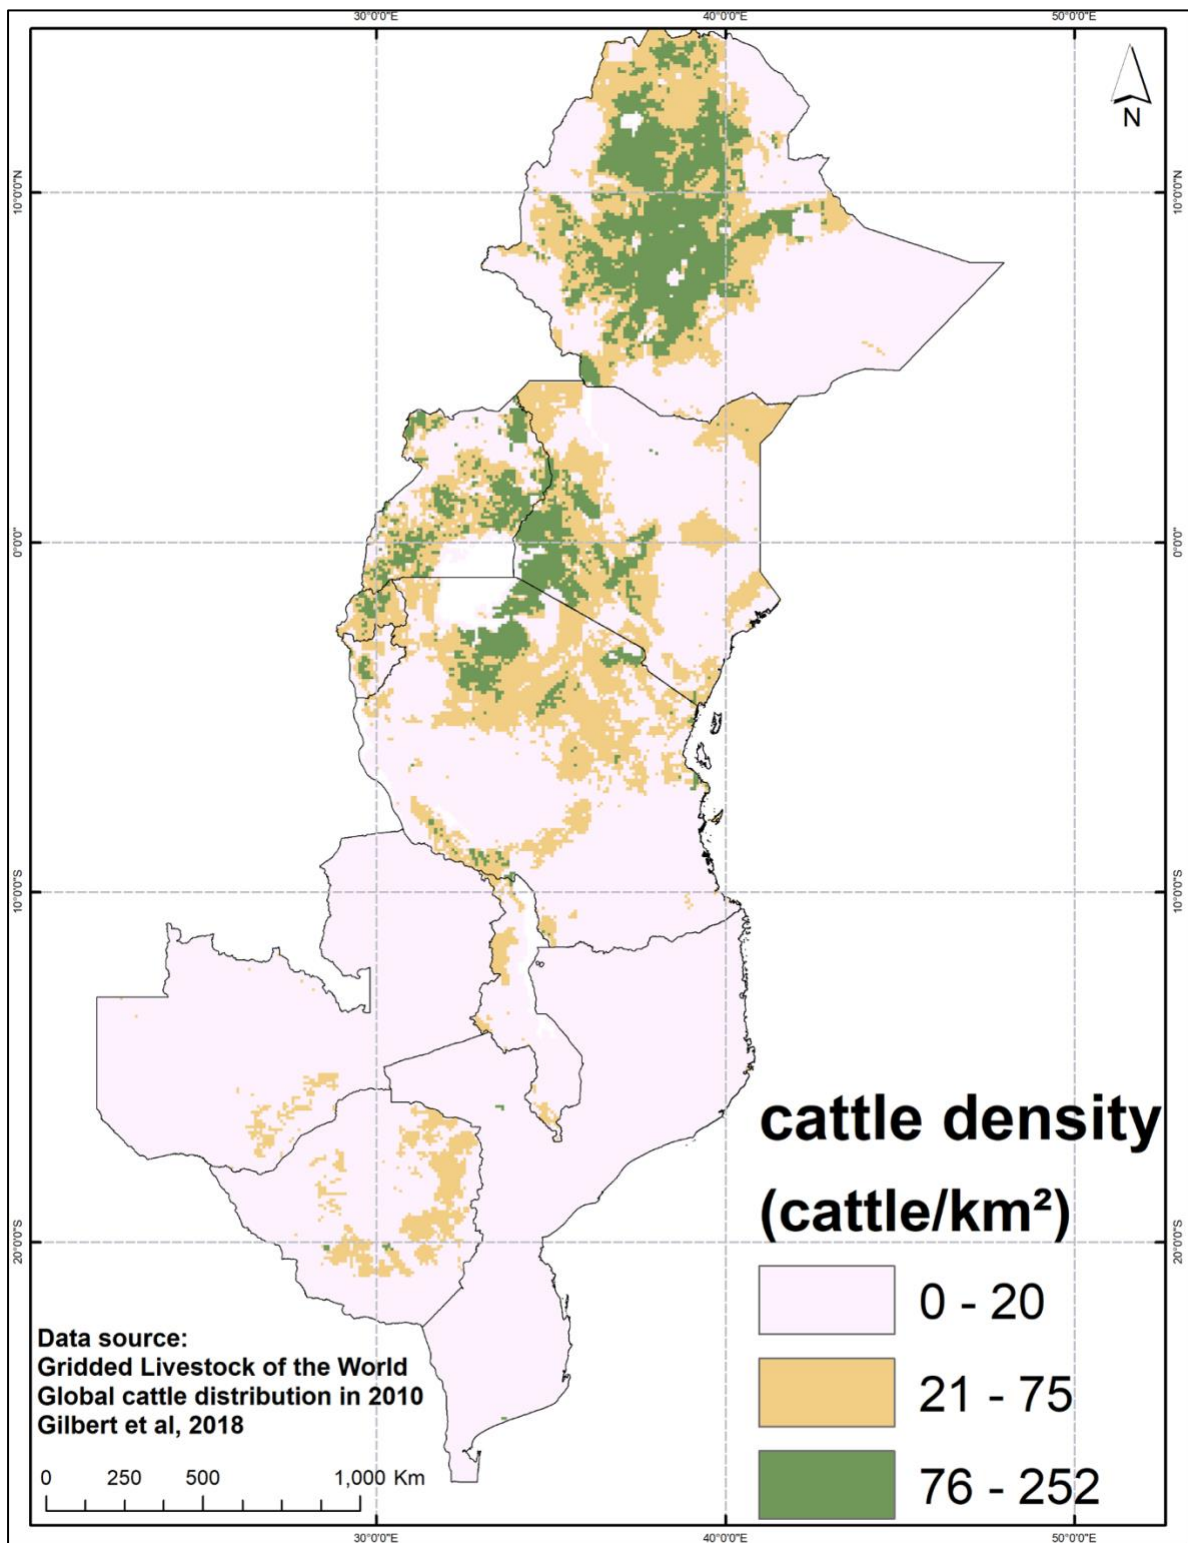 30°0'0"E 40°0'0"E 50°0'0"E
N
10°0'0"N 10°0'0"N
0°0'0" 0°0'0"
10°0'0"S 10°0'0"S
20°0'0"S 20°0'0"S
cattle density
(cattle/km²)
0 - 20
21 - 75
76 - 252
Data source:
Gridded Livestock of the World
Global cattle distribution in 2010
Gilbert et al, 2018
0 250 500 1,000 Km
30°0'0"E 40°0'0"E 50°0'0"E